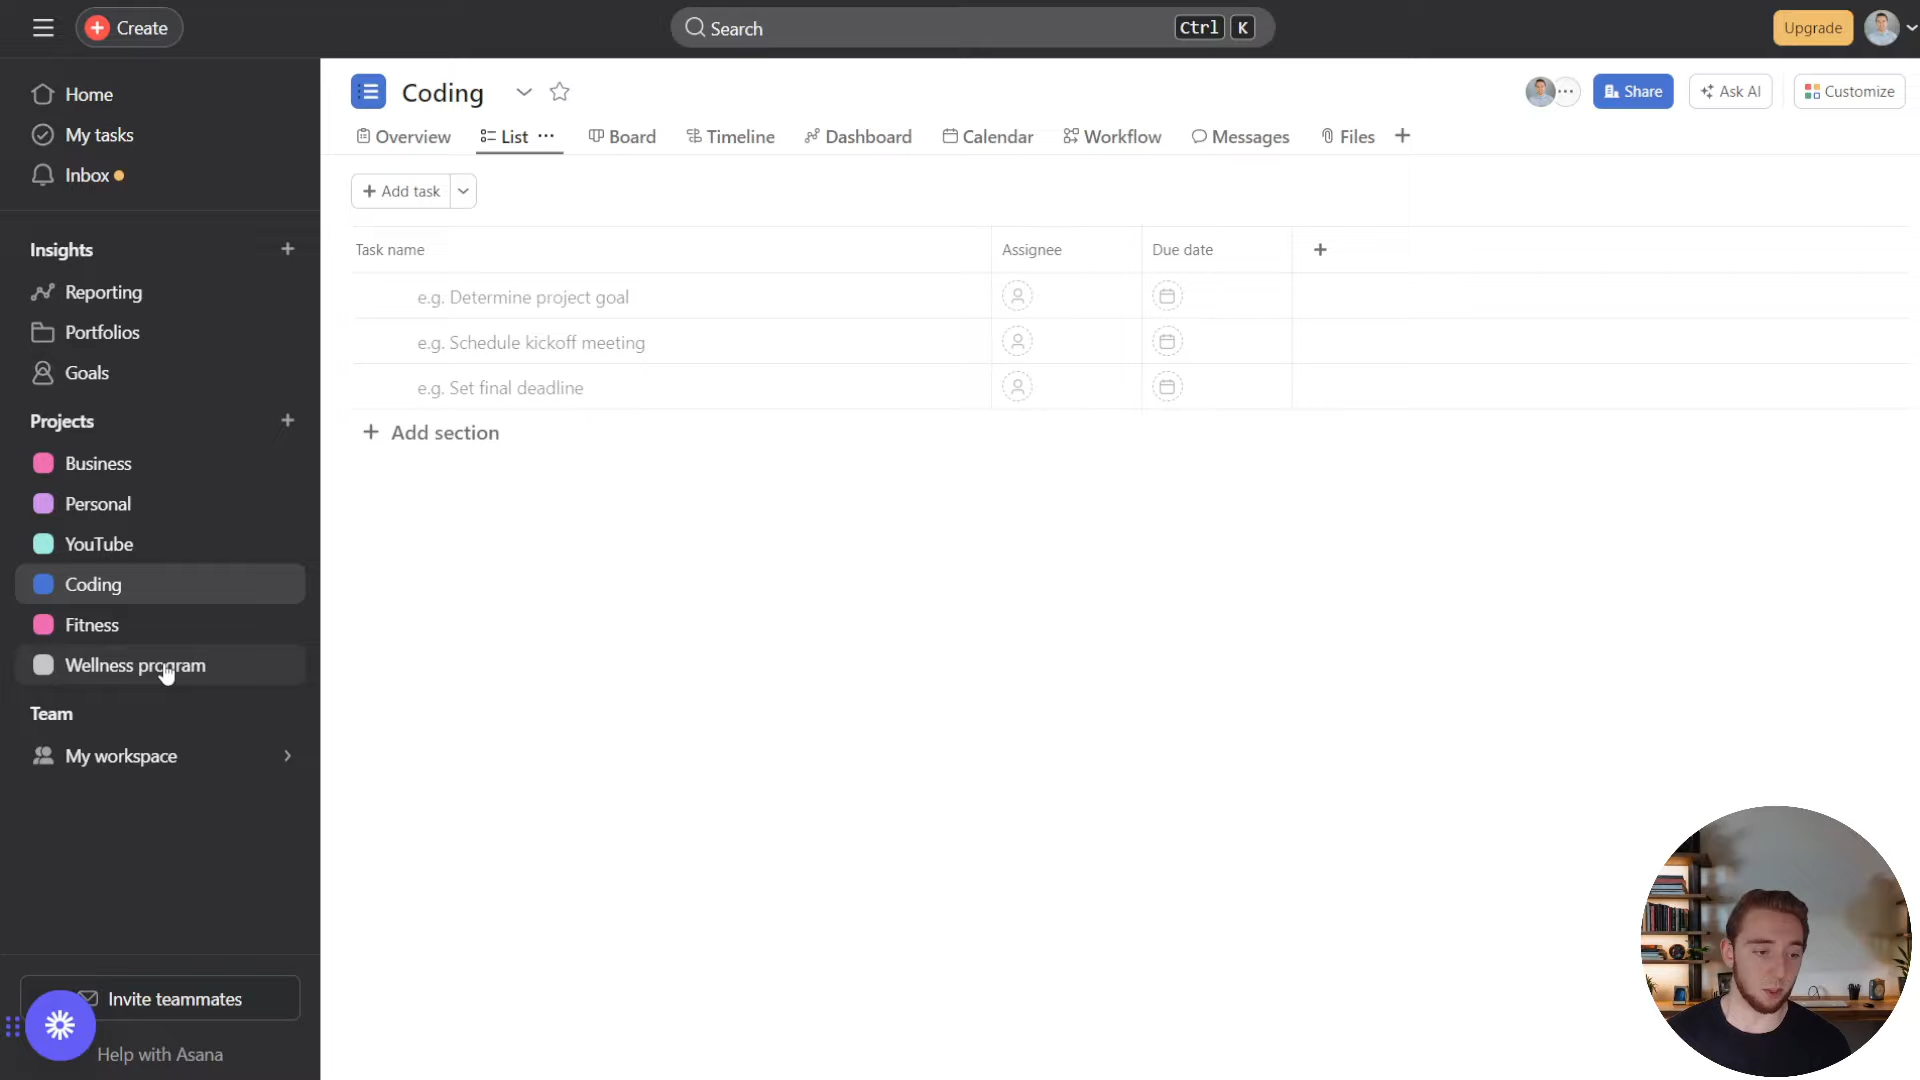 Create
Search
Ctrl K
Upgrade
Home
My tasks
Inbox
Insights
Reporting
Portfolios
Goals
Projects
Business
Personal
YouTube
Coding
Fitness
Wellness program
Team
My workspace
Invite teammates
Help with Asana
Coding
Share
Ask AI
Customize
Overview
List
Board
Timeline
Dashboard
Calendar
Workflow
Messages
Files
Add task
Task name
Assignee
Due date
e.g. Determine project goal
e.g. Schedule kickoff meeting
e.g. Set final deadline
Add section